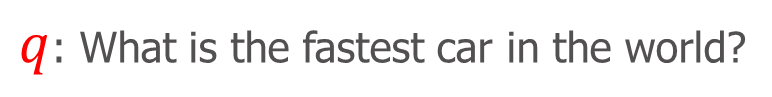 q: What is the fastest car in the world?